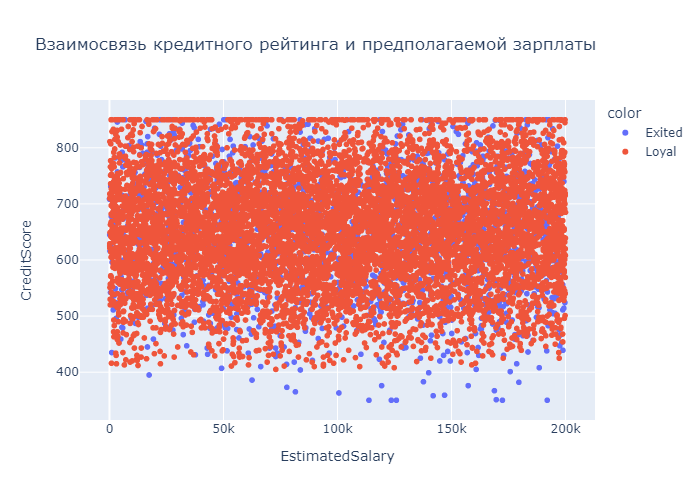 Взаимосвязь кредитного рейтинга и предполагаемой зарплаты
color
Exited
Loyal
CreditScore
800
700
600
500
400
0
50k
100k
150k
200k
EstimatedSalary